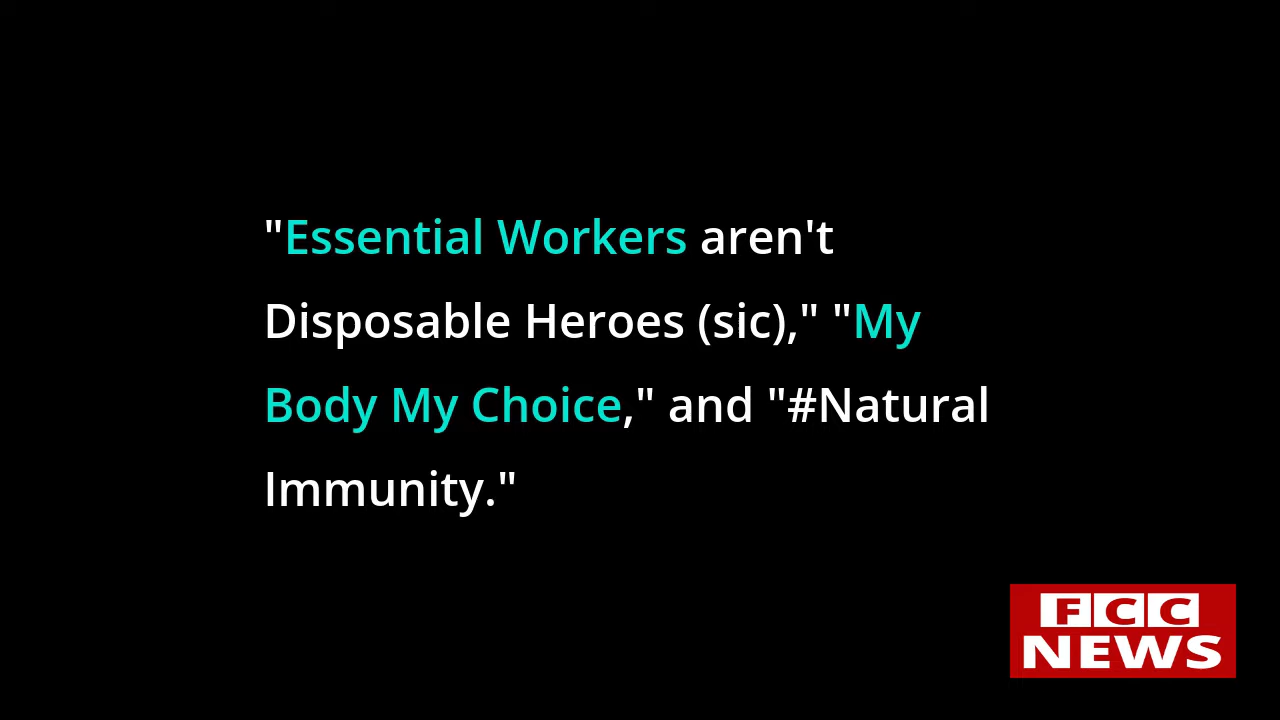 "Essential Workers aren't
Disposable Heroes (sic)," "My
Body My Choice," and "#Natural
Immunity."
FCC
NEWS